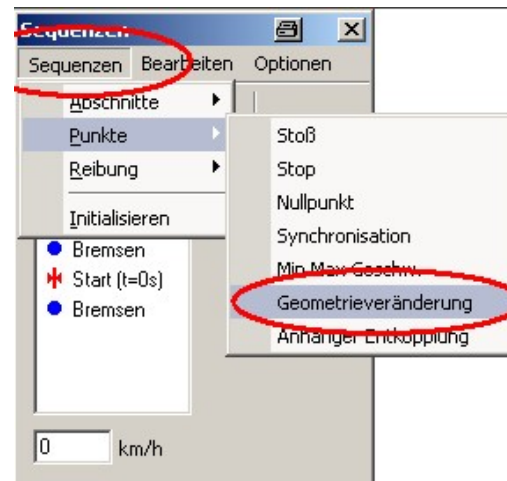 Sequenzen
Sequenzen Bearbeiten Optionen
Abschnitte
Punkte
Reibung
Initialisieren
Stoß
Stop
Nullpunkt
Synchronisation
Min Max Geschw.
Geometrieveränderung
Anhänger Entkopplung
Bremsen
Start (t=0s)
Bremsen
0 km/h